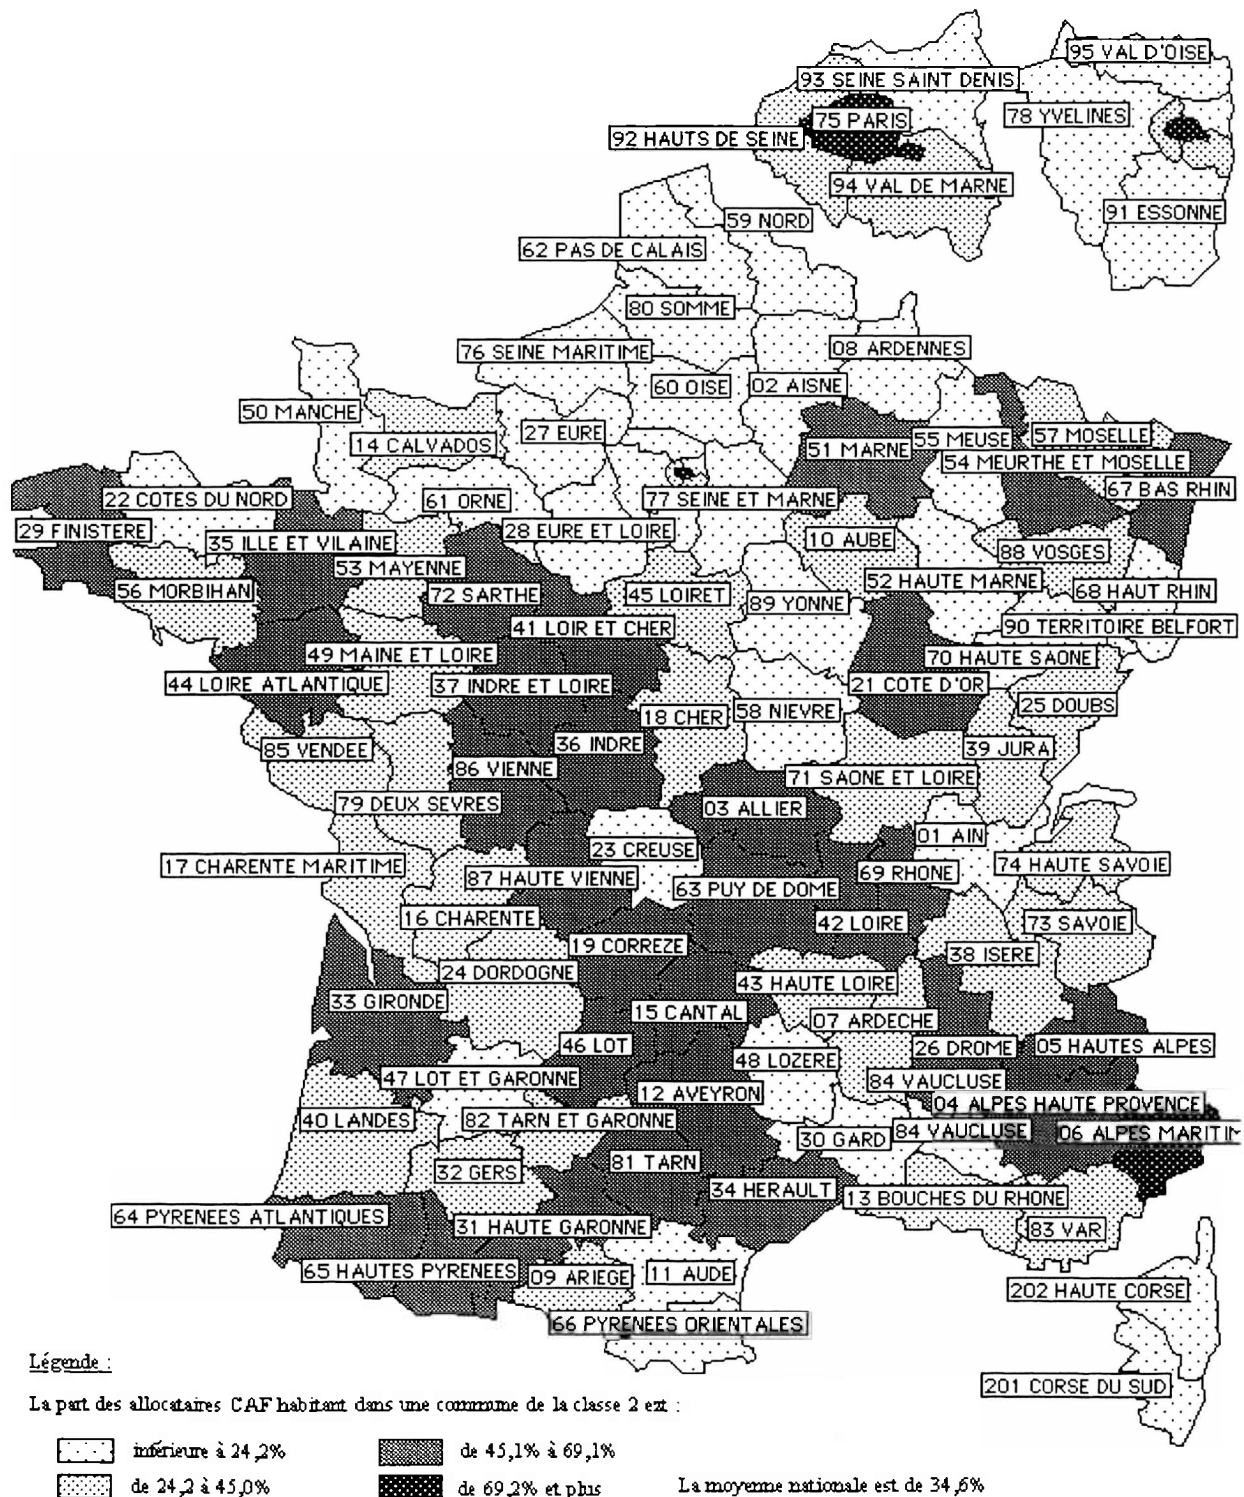 95 VAL D'OISE
93 SEINE SAINT DENIS
78 YVELINES
75 PARIS
92 HAUTS DE SEINE
94 VAL DE MARNE
91 ESSONNE
59 NORD
62 PAS DE CALAIS
80 SOMME
76 SEINE MARITIME
08 ARDENNES
60 OISE
02 AISNE
50 MANCHE
27 EURE
14 CALVADOS
51 MARNE
55 MEUSE
57 MOSELLE
54 MEURTHE ET MOSELLE
67 BAS RHIN
22 COTES DU NORD
61 ORNE
77 SEINE ET MARNE
29 FINISTERE
35 ILLE ET VILAINE
28 EURE ET LOIRE
10 AUBE
88 VOSGES
53 MAYENNE
52 HAUTE MARNE
56 MORBIHAN
72 SARTHE
45 LOIRET
89 YONNE
68 HAUT RHIN
41 LOIR ET CHER
90 TERRITOIRE BELFORT
49 MAINE ET LOIRE
70 HAUTE SAONE
44 LOIRE ATLANTIQUE
37 INDRE ET LOIRE
21 COTE D'OR
25 DOUBS
18 CHER
58 NIEVRE
85 VENDEE
36 INDRE
39 JURA
86 VIENNE
71 SAONE ET LOIRE
79 DEUX SEVRES
03 ALLIER
01 AIN
23 CREUSE
17 CHARENTE MARITIME
87 HAUTE VIENNE
63 PUY DE DOME
69 RHONE
74 HAUTE SAVOIE
16 CHARENTE
42 LOIRE
73 SAVOIE
19 CORREZE
38 ISERE
24 DORDOGNE
43 HAUTE LOIRE
33 GIRONDE
15 CANTAL
07 ARDECHE
46 LOT
26 DROME
05 HAUTES ALPES
48 LOZERE
47 LOT ET GARONNE
84 VAUCLUSE
12 AVEYRON
04 ALPES HAUTE PROVENCE
40 LANDES
82 TARN ET GARONNE
30 GARD
84 VAUCLUSE
06 ALPES MARITIM
81 TARN
32 GERS
34 HERAULT
13 BOUCHES DU RHONE
64 PYRENEES ATLANTIQUES
31 HAUTE GARONNE
83 VAR
65 HAUTES PYRENEES
09 ARIEGE
11 AUDE
202 HAUTE CORSE
66 PYRENEES ORIENTALES
201 CORSE DU SUD
Légende :
La part des allocataires CAF habitant dans une commune de la classe 2 est :
inférieure à 24,2%
de 45,1% à 69,1%
de 24,2 à 45,0%
de 69,2% et plus
La moyenne nationale est de 34,6%